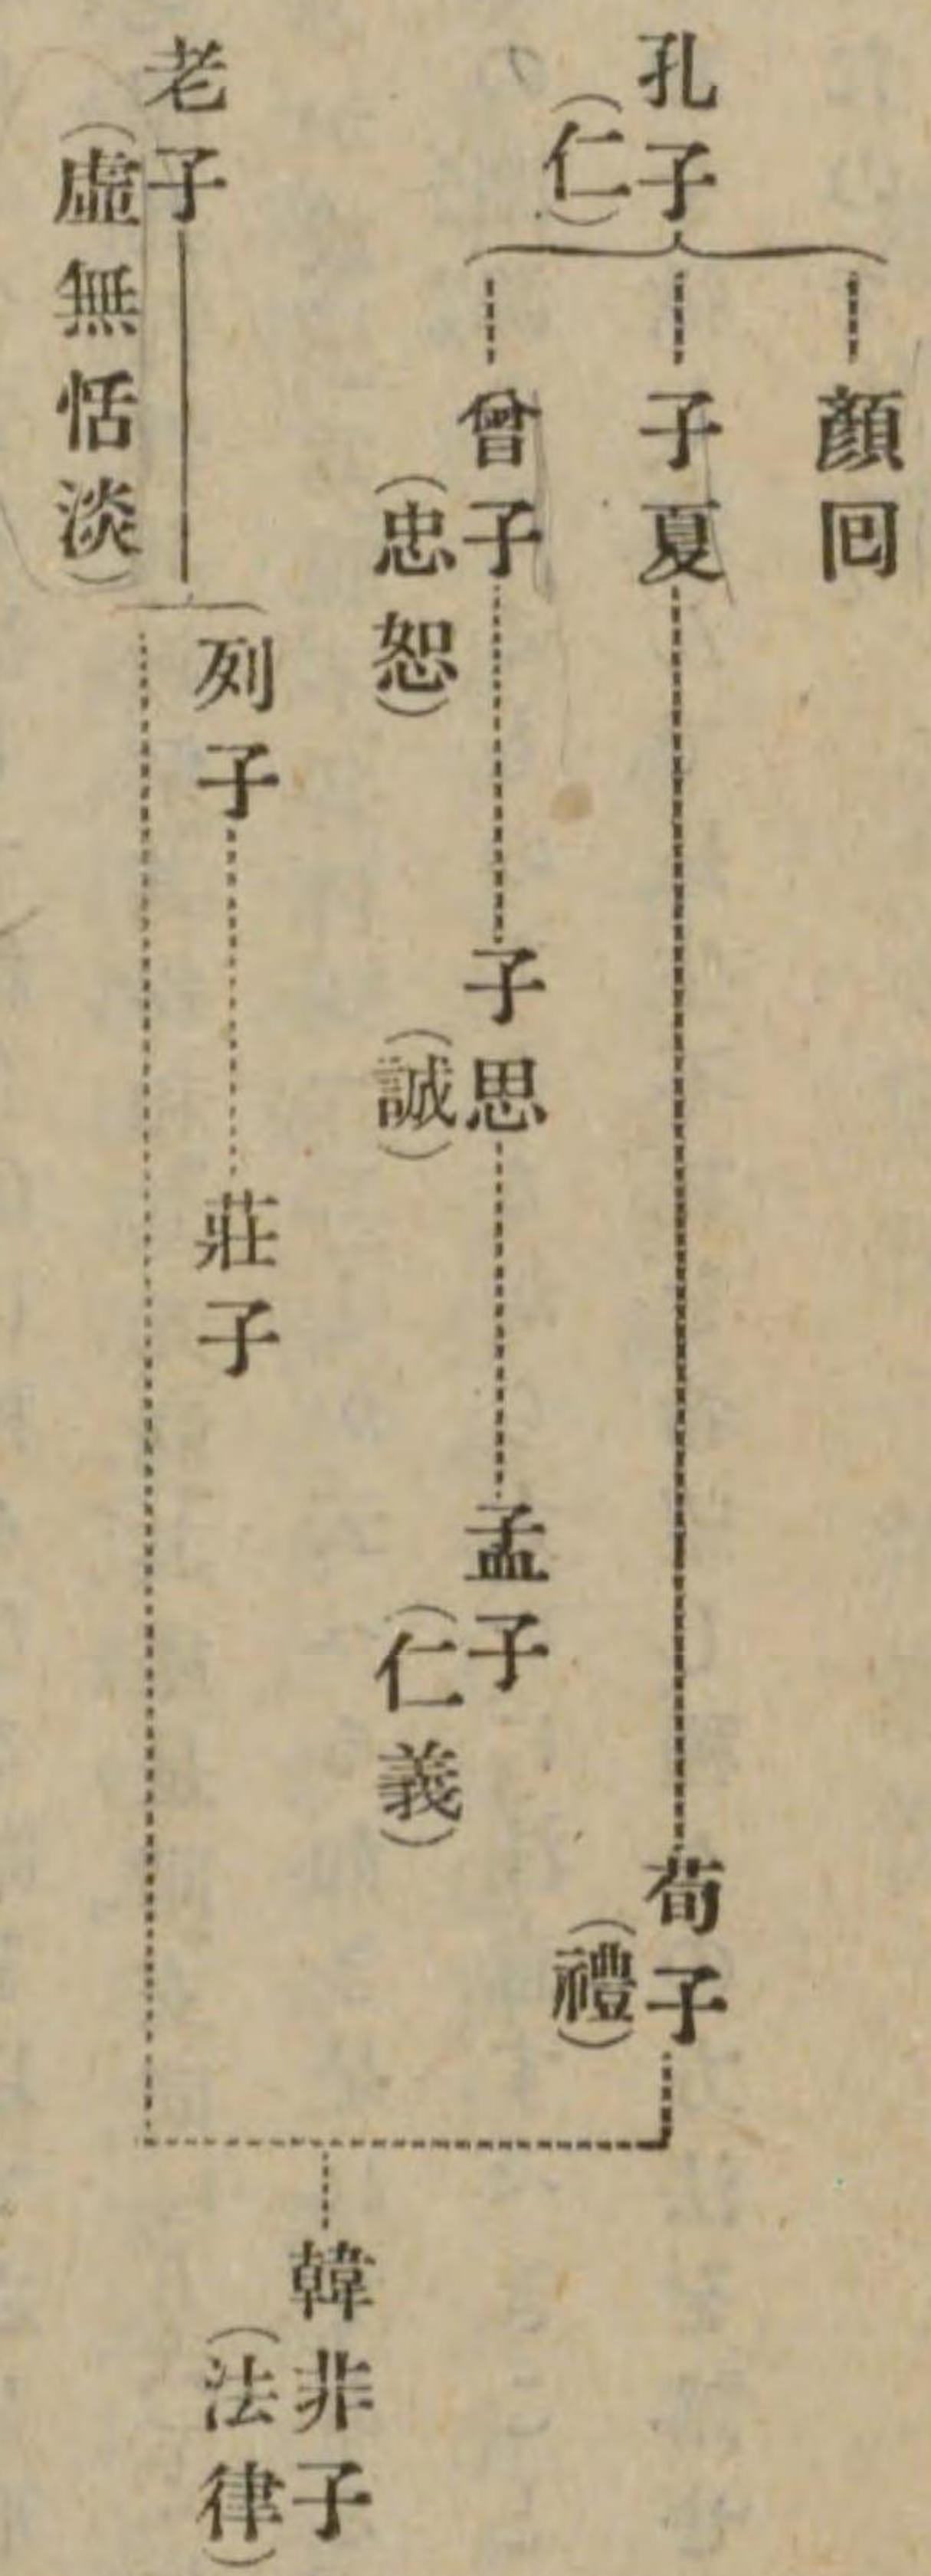 顏回
孔子
(仁)
子夏
荀子
(禮)
曾子
(忠恕)
子思
(誠)
孟子
(仁義)
韓非子
(法律)
列子
莊子
老子
(虛無恬淡)